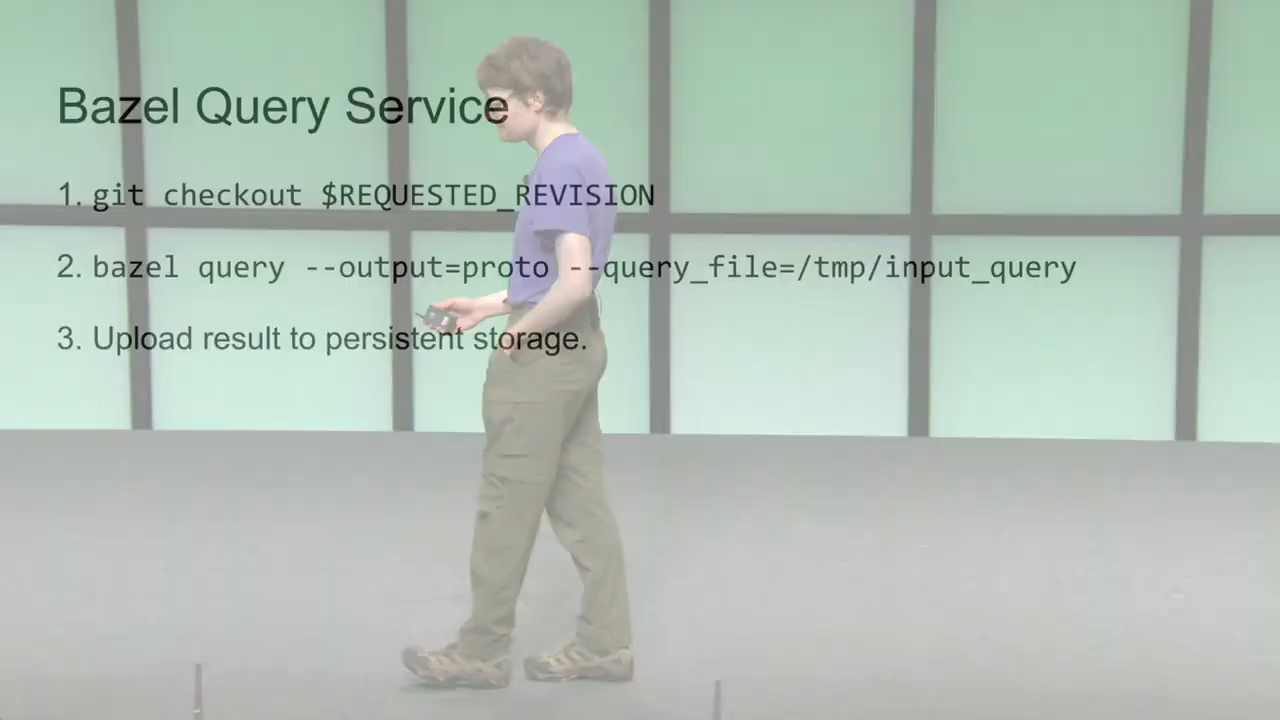 Bazel Query Service
1. git checkout $REQUESTED_REVISION
2. bazel query --output=proto --query_file=/tmp/input_query
3. Upload result to persistent storage.